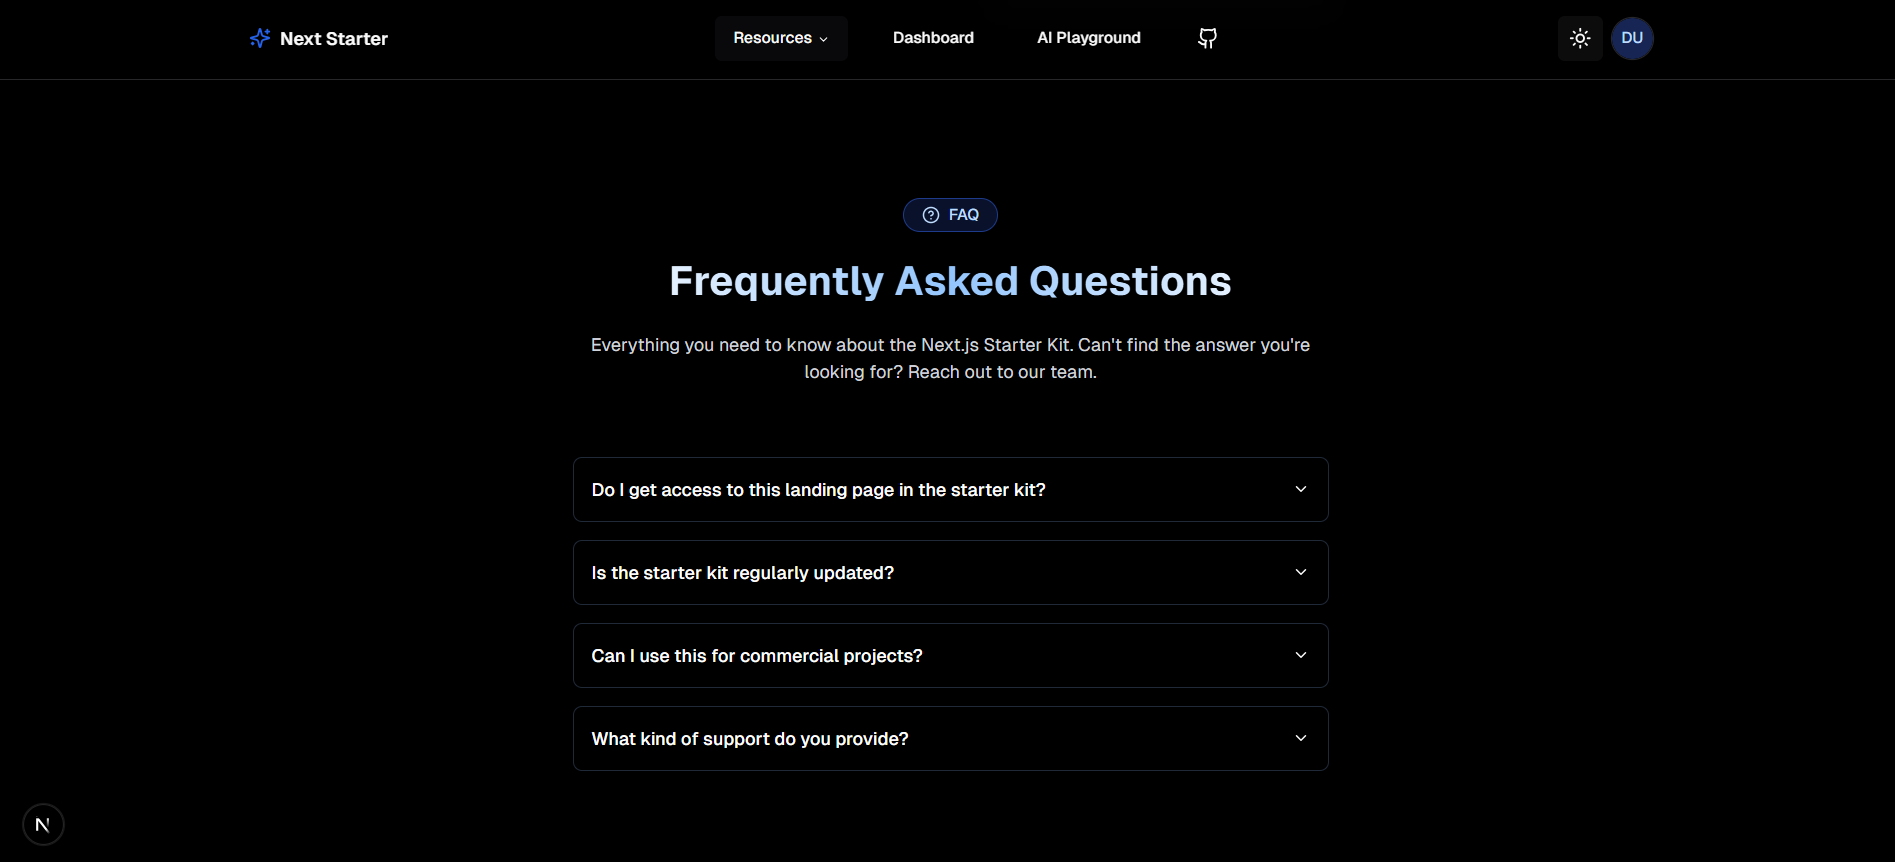 Next Starter
Resources
Dashboard
AI Playground
DU
FAQ
Frequently Asked Questions
Everything you need to know about the Next.js Starter Kit. Can't find the answer you're
looking for? Reach out to our team.
Do I get access to this landing page in the starter kit?
Is the starter kit regularly updated?
Can I use this for commercial projects?
What kind of support do you provide?
N